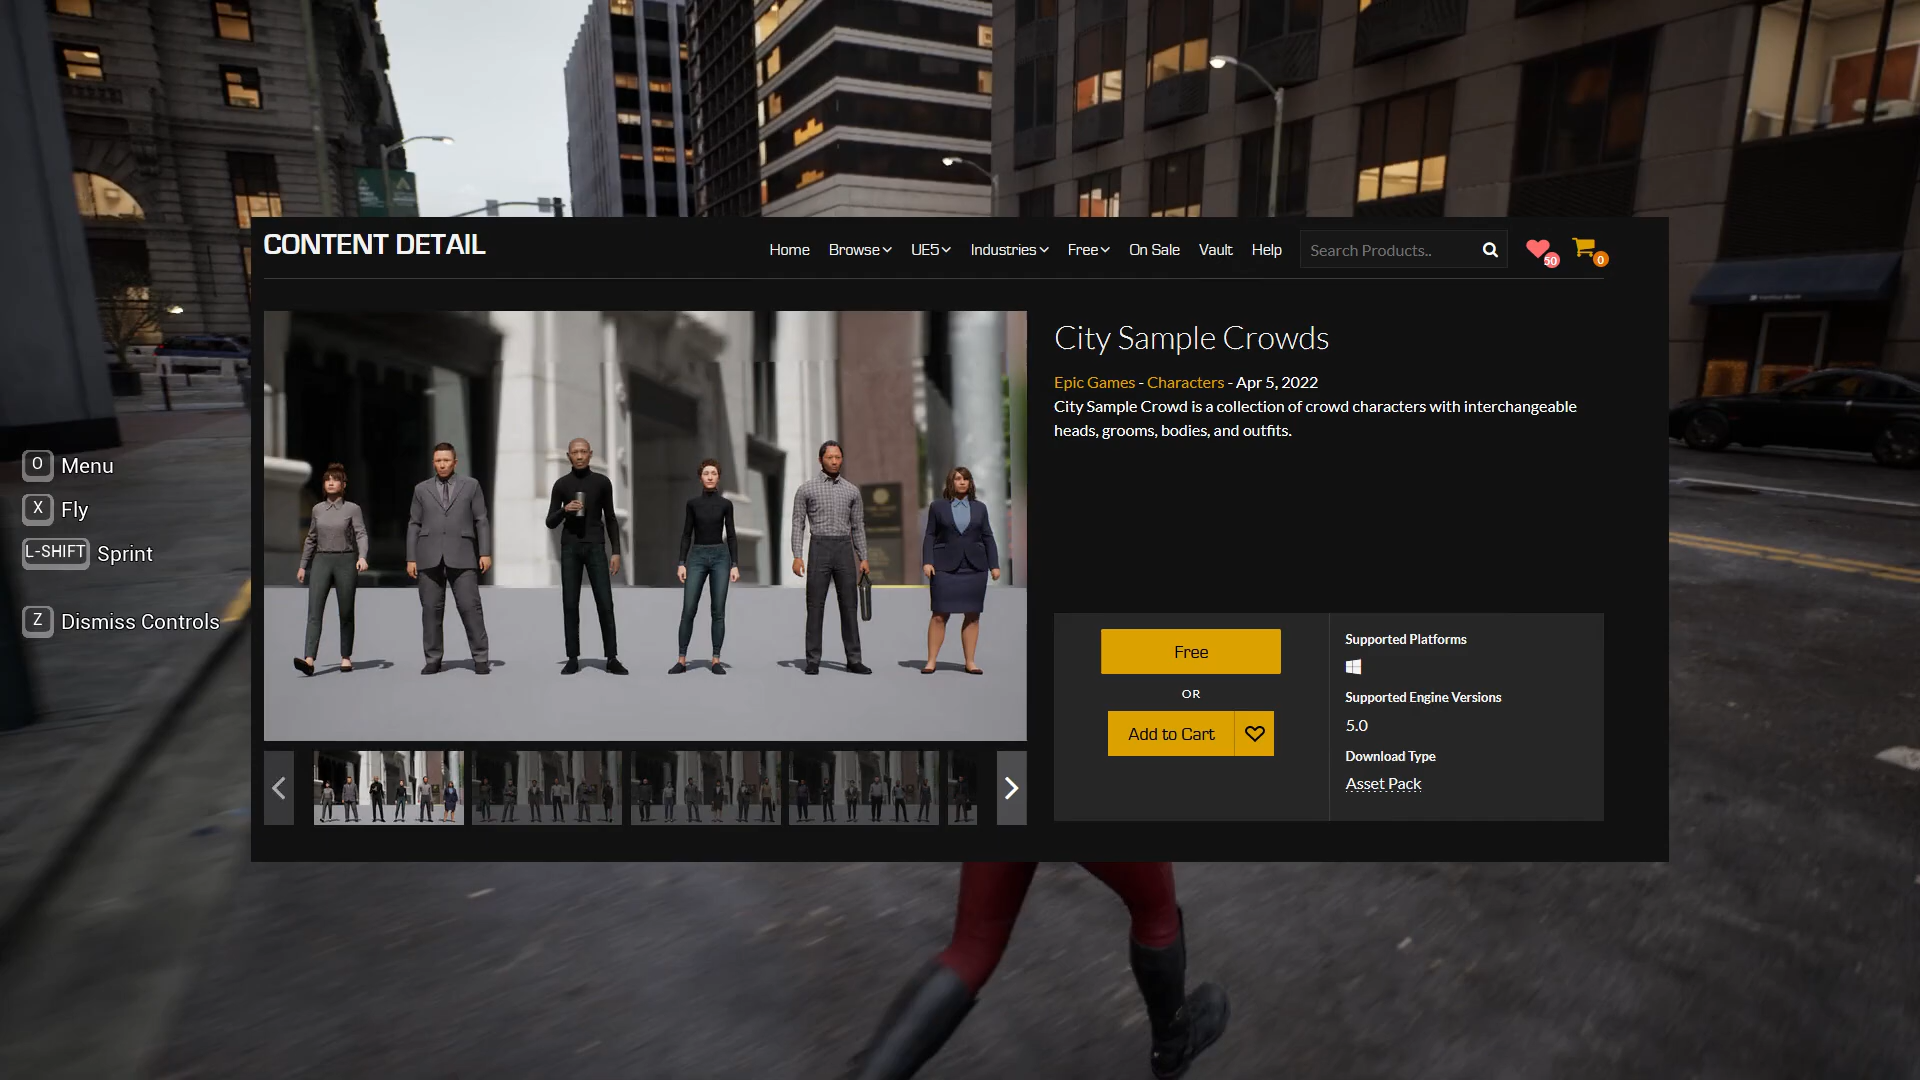 CONTENT DETAIL
Home Browse UE5 Industries Free On Sale Vault Help Search Products.. 50 0
City Sample Crowds
Epic Games - Characters - Apr 5, 2022
City Sample Crowd is a collection of crowd characters with interchangeable
heads, grooms, bodies, and outfits.
O Menu
X Fly
L-SHIFT Sprint
Z Dismiss Controls
Free
OR
Add to Cart
Supported Platforms
Supported Engine Versions
5.0
Download Type
Asset Pack